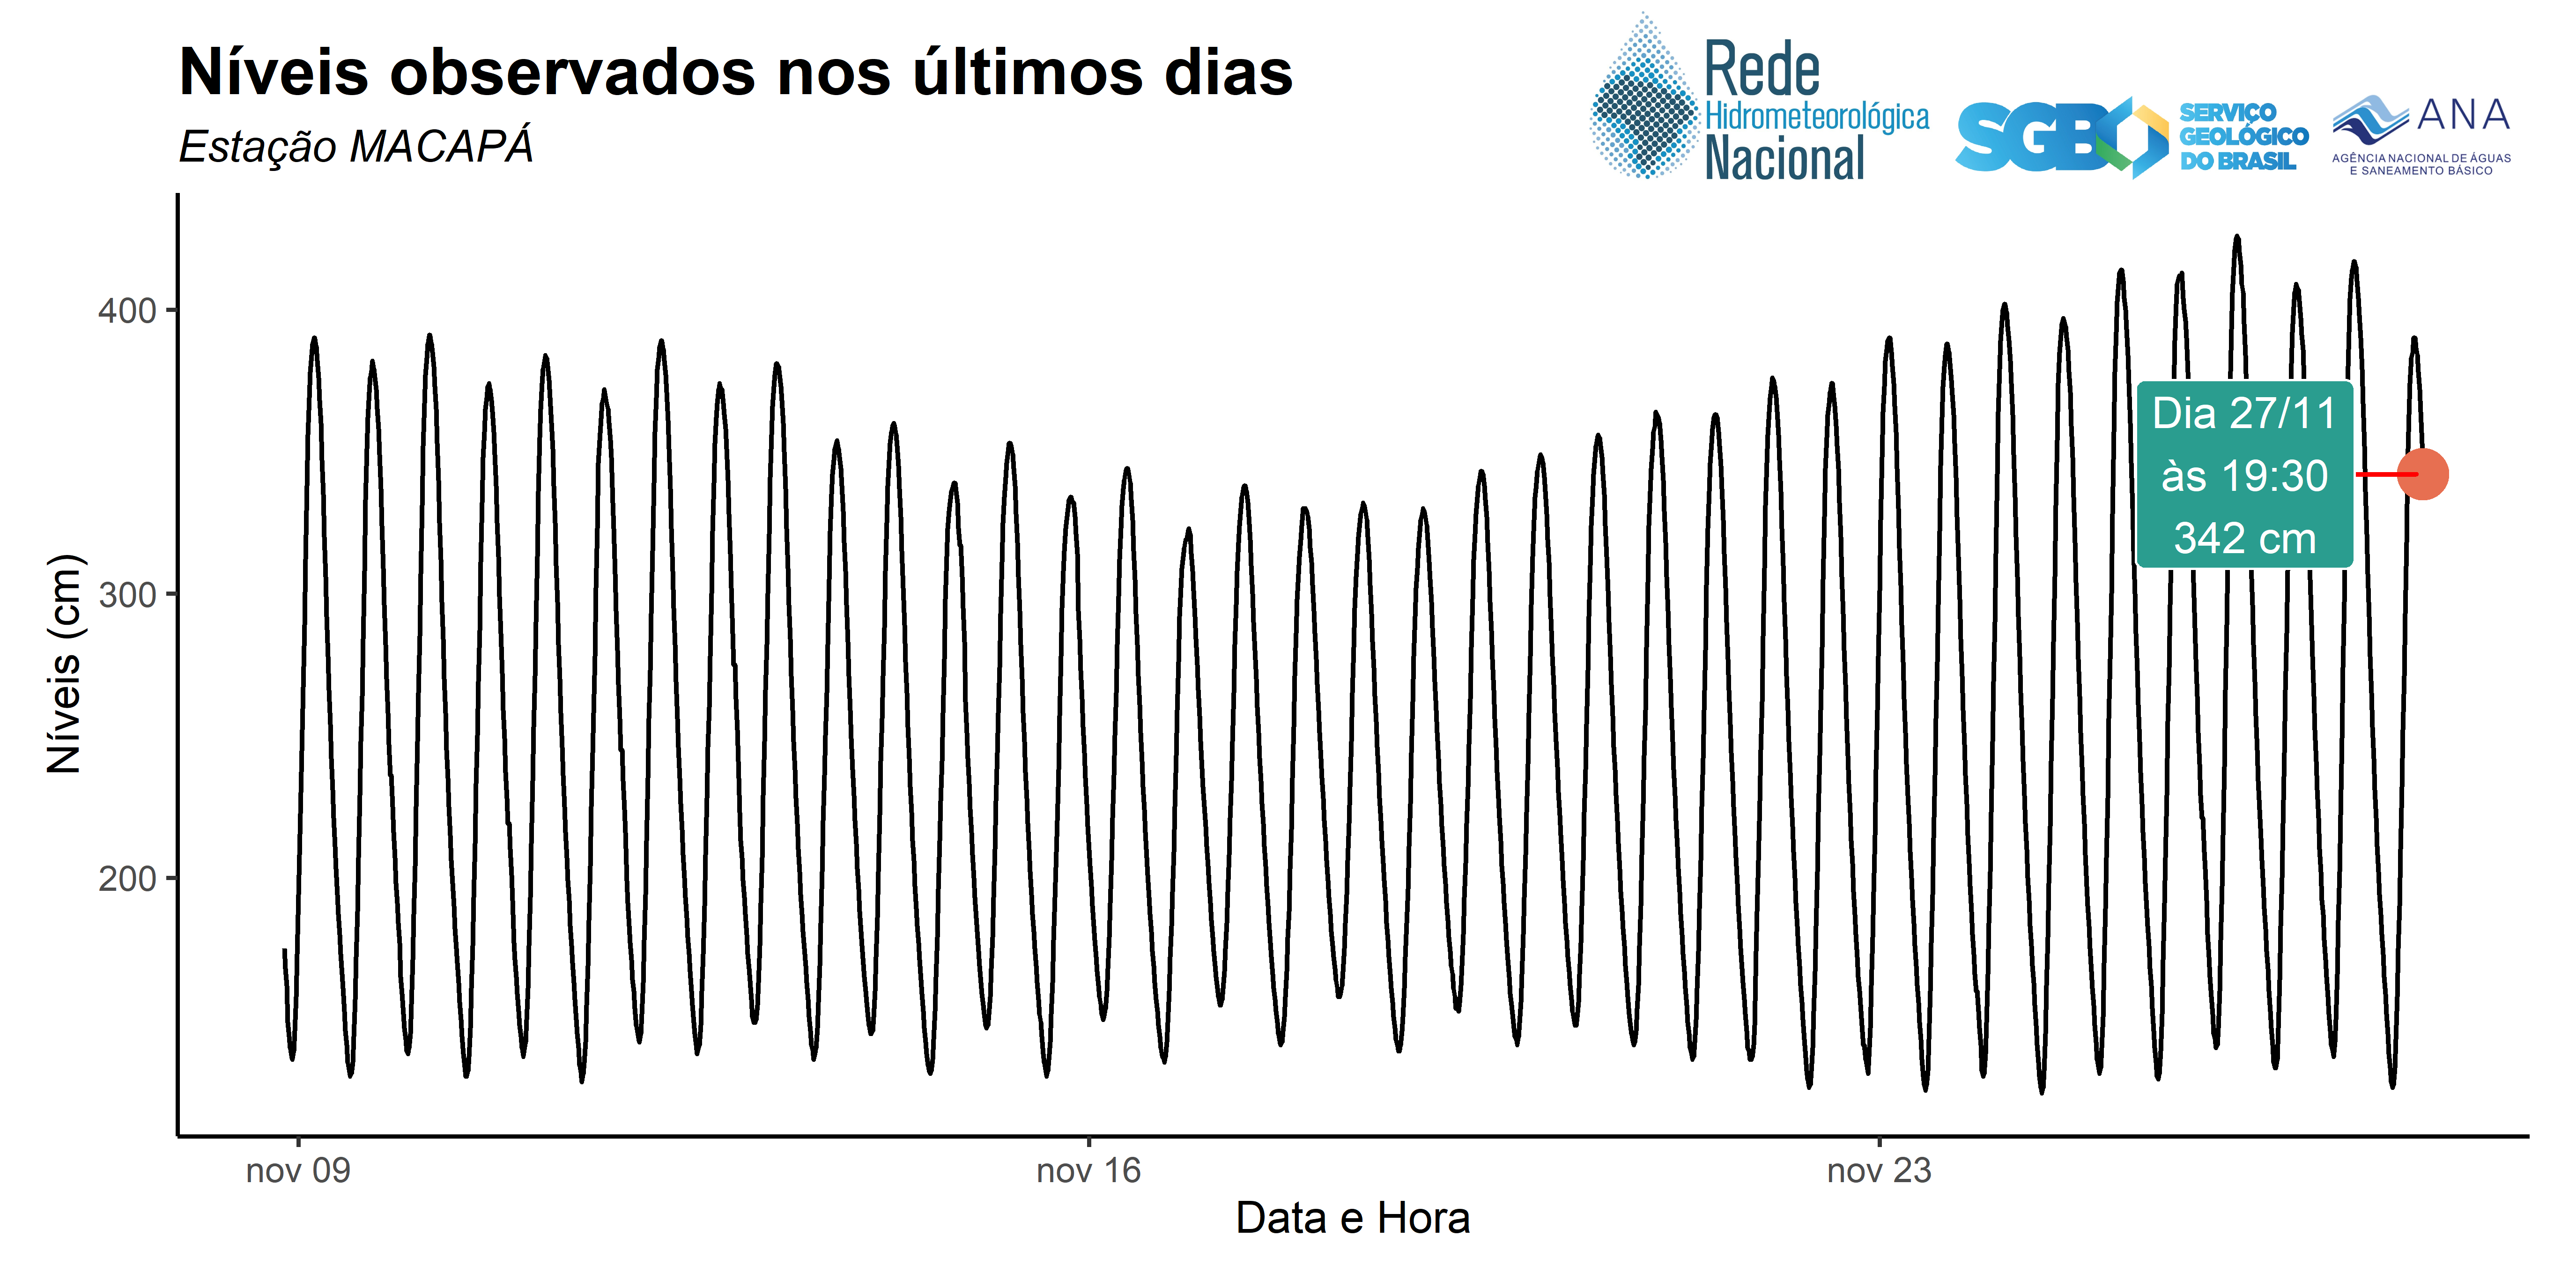 Níveis observados nos últimos dias
Estação MACAPÁ
Rede
Hidrometeorológica
Nacional
SGB
SERVIÇO
GEOLÓGICO
DO BRASIL
ANA
AGÊNCIA NACIONAL DE ÁGUAS
E SANEAMENTO BÁSICO
Níveis (cm)
400
300
200
Dia 27/11
às 19:30
342 cm
nov 09
nov 16
nov 23
Data e Hora